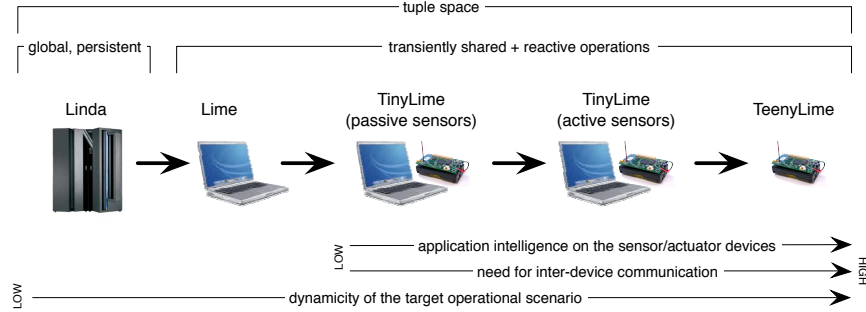 tuple space
global, persistent
transiently shared + reactive operations
Linda
Lime
TinyLime
(passive sensors)
TinyLime
(active sensors)
TeenyLime
LOW
application intelligence on the sensor/actuator devices
need for inter-device communication
HIGH
LOW
dynamicity of the target operational scenario